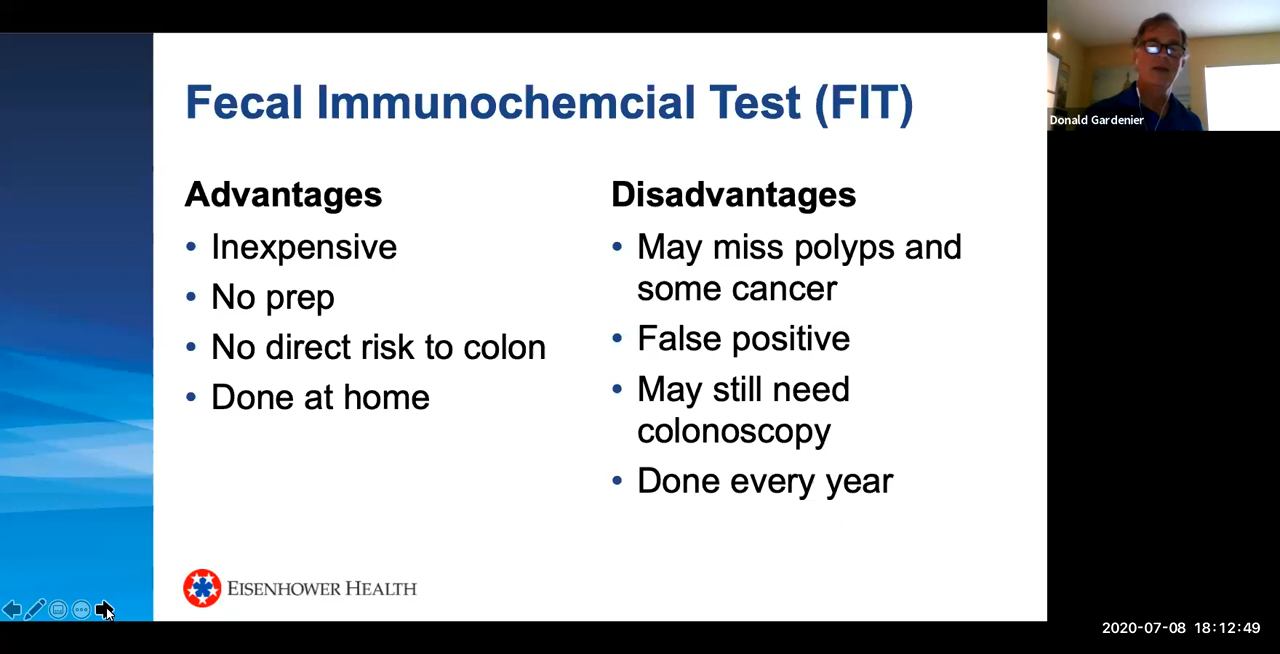 Fecal Immunochemcial Test (FIT)
Advantages
• Inexpensive
• No prep
• No direct risk to colon
• Done at home
Disadvantages
• May miss polyps and
some cancer
• False positive
• May still need
colonoscopy
• Done every year
EISENHOWER HEALTH
Donald Gardenier
2020-07-08 18:12:49